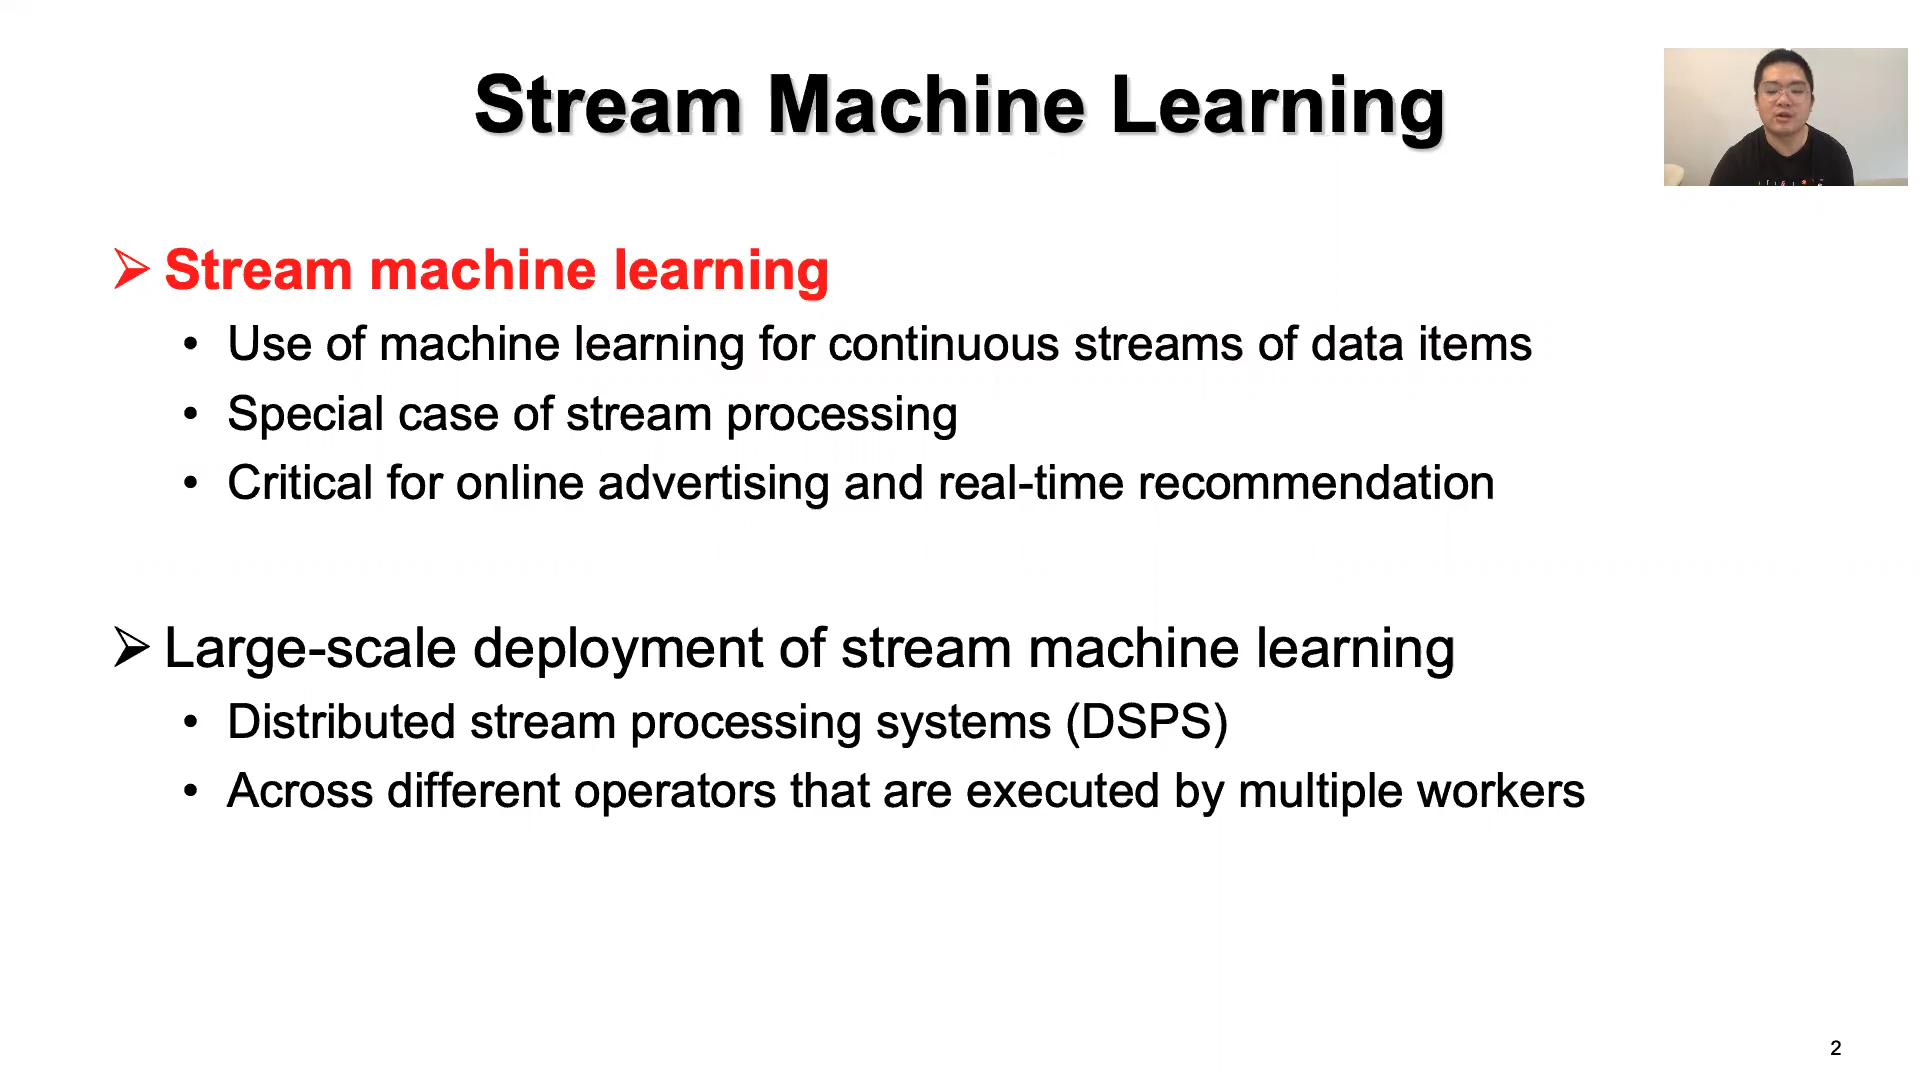 Stream Machine Learning
➢ Stream machine learning
• Use of machine learning for continuous streams of data items
• Special case of stream processing
• Critical for online advertising and real-time recommendation
➢ Large-scale deployment of stream machine learning
• Distributed stream processing systems (DSPS)
• Across different operators that are executed by multiple workers
2